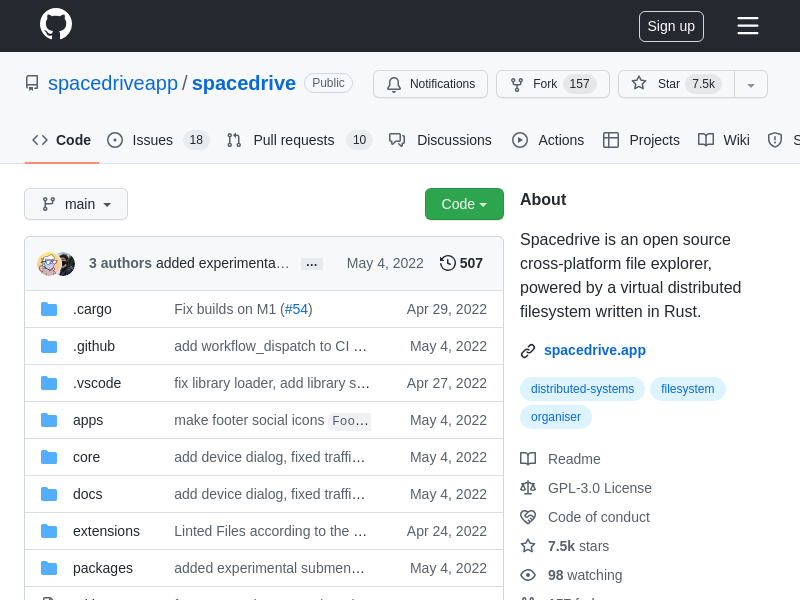 Sign up
spacedriveapp / spacedrive Public
Notifications Fork 157 Star 7.5k
Code Issues 18 Pull requests 10 Discussions Actions Projects Wiki S
main Code
3 authors added experimenta… … May 4, 2022 507
.cargo Fix builds on M1 (#54) Apr 29, 2022
.github add workflow_dispatch to CI … May 4, 2022
.vscode fix library loader, add library s… Apr 27, 2022
apps make footer social icons Foo… May 4, 2022
core add device dialog, fixed traffi… May 4, 2022
docs add device dialog, fixed traffi… May 4, 2022
extensions Linted Files according to the … Apr 24, 2022
packages added experimental submen… May 4, 2022
About
Spacedrive is an open source
cross-platform file explorer,
powered by a virtual distributed
filesystem written in Rust.
spacedrive.app
distributed-systems filesystem
organiser
Readme
GPL-3.0 License
Code of conduct
7.5k stars
98 watching